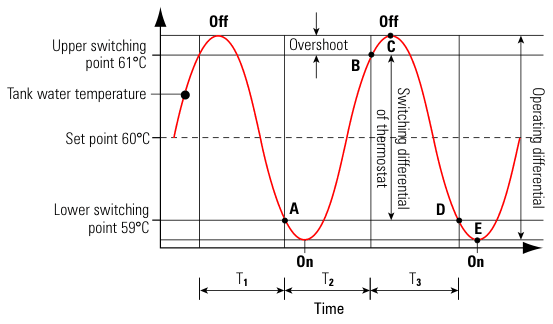 Off
Off
Overshoot
C
Upper switching
point 61°C
B
Tank water temperature
Switching differential
of thermostat
Operating differential
Set point 60°C
Lower switching
point 59°C
A
D
E
On
On
T1
T2
T3
Time